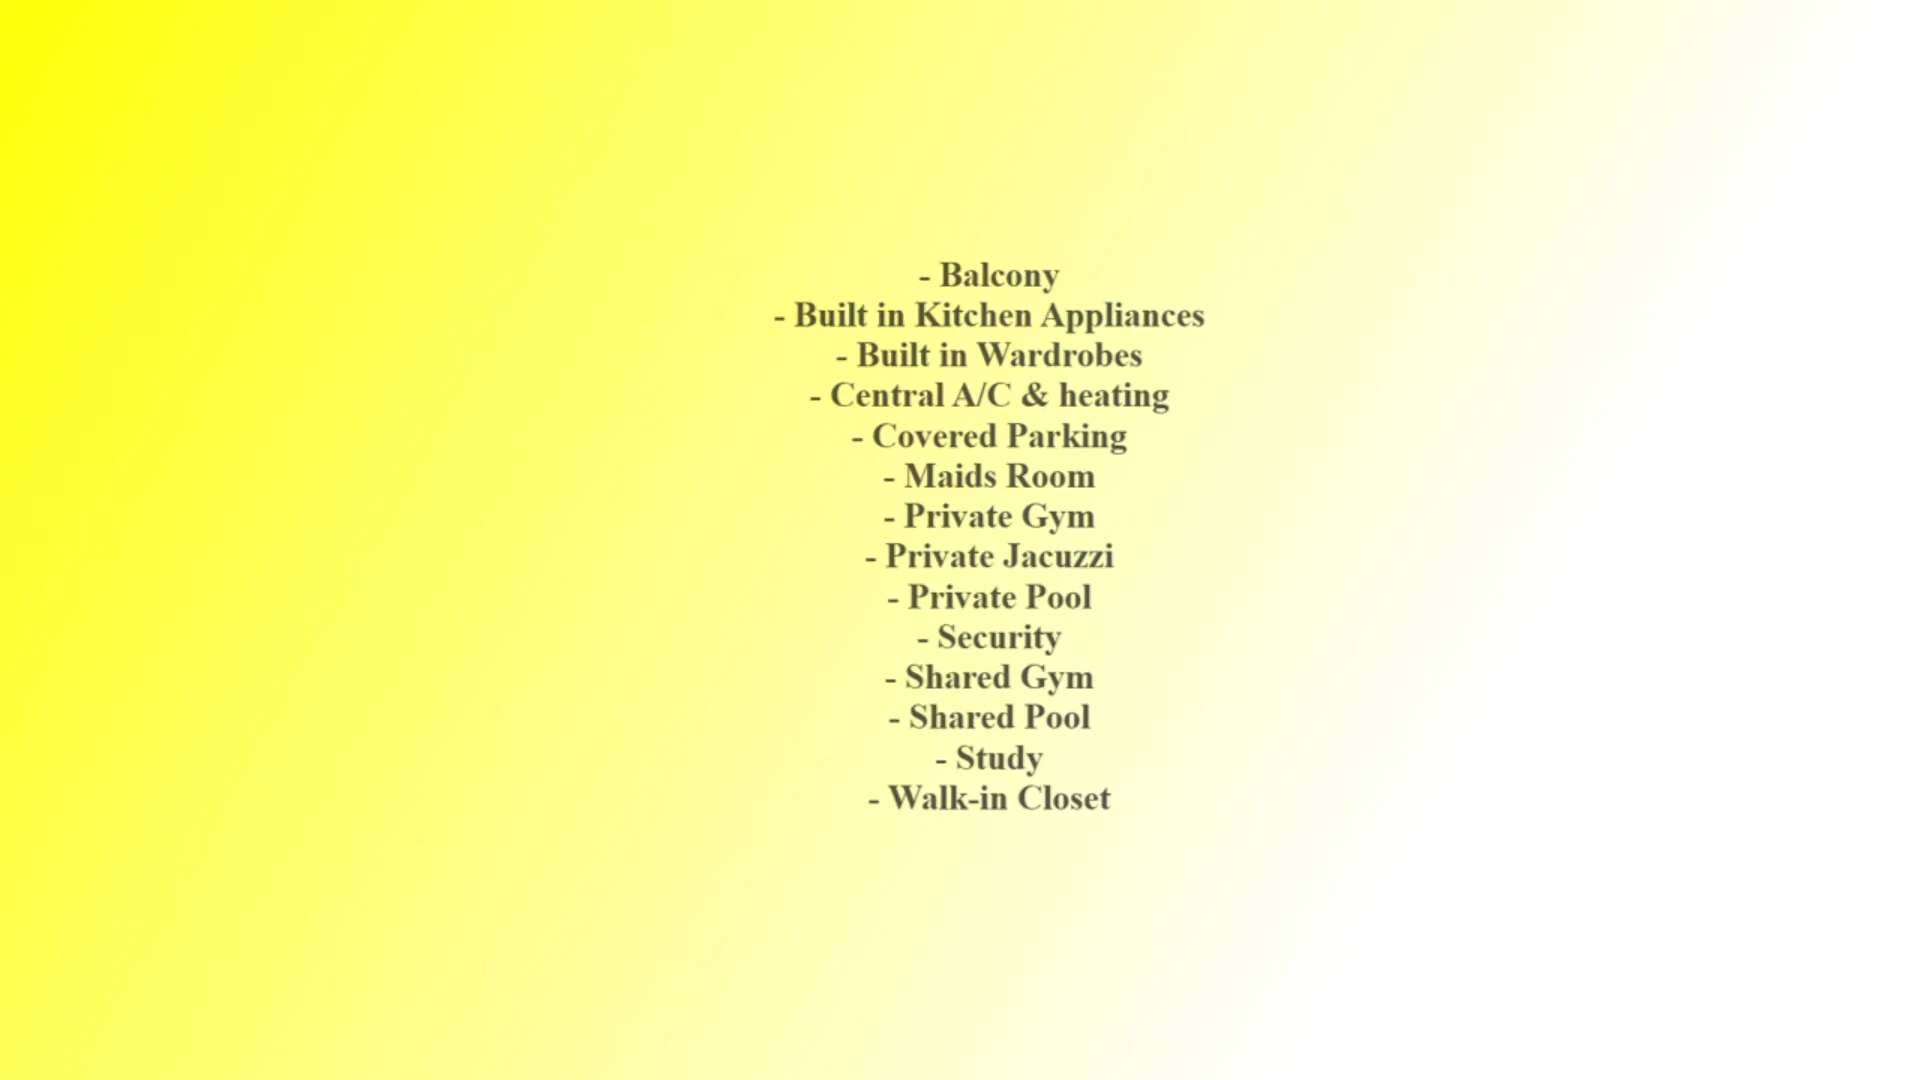 - Balcony
- Built in Kitchen Appliances
- Built in Wardrobes
- Central A/C & heating
- Covered Parking
- Maids Room
- Private Gym
- Private Jacuzzi
- Private Pool
- Security
- Shared Gym
- Shared Pool
- Study
- Walk-in Closet